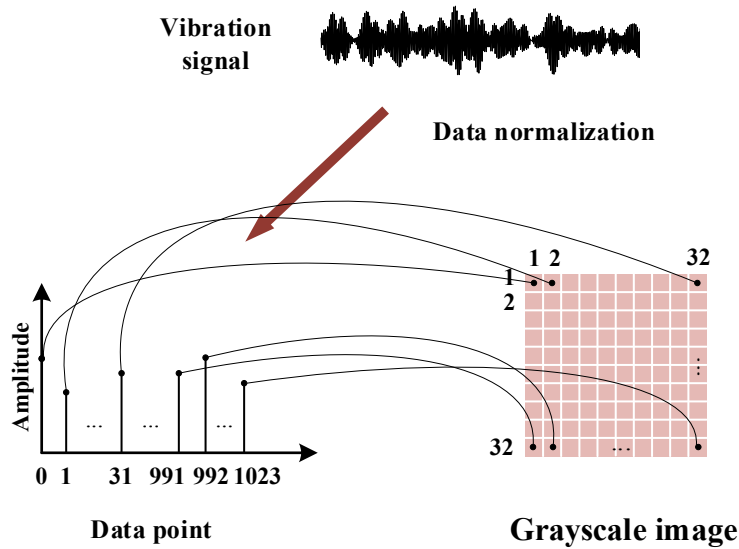 Vibration
signal
Data normalization
1 2 32
1
2
Amplitude
...
...
...
32
...
0 1 31 991 992 1023
Data point
Grayscale image